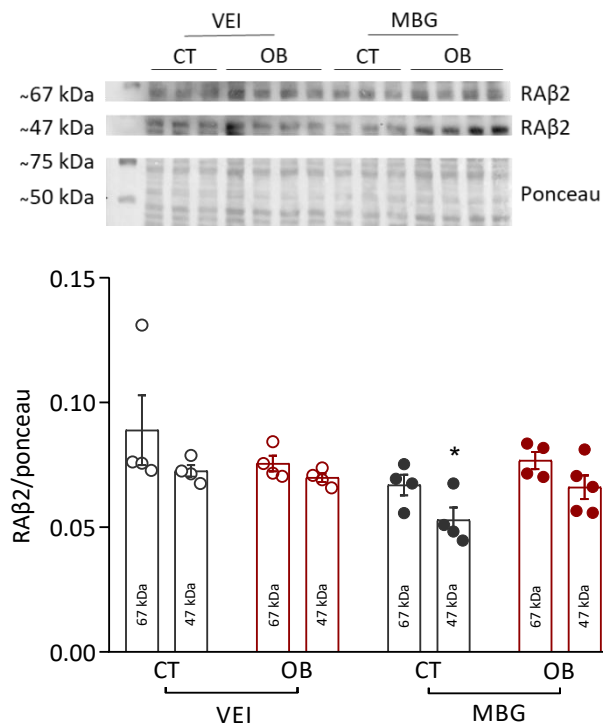 VEI MBG
CT OB CT OB
~67 kDa RAβ2
~47 kDa RAβ2
~75 kDa
~50 kDa Ponceau
0.15
0.10
0.05
0.00
RAβ2/ponceau
*
67 kDa 47 kDa 67 kDa 47 kDa 67 kDa 47 kDa 67 kDa 47 kDa
CT OB CT OB
VEI MBG